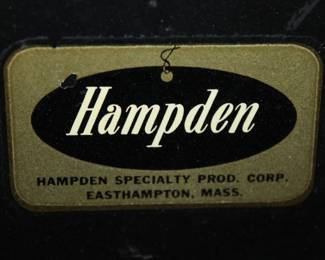 Hampden
HAMPDEN SPECIALTY PROD. CORP.
EASTHAMPTON, MASS.